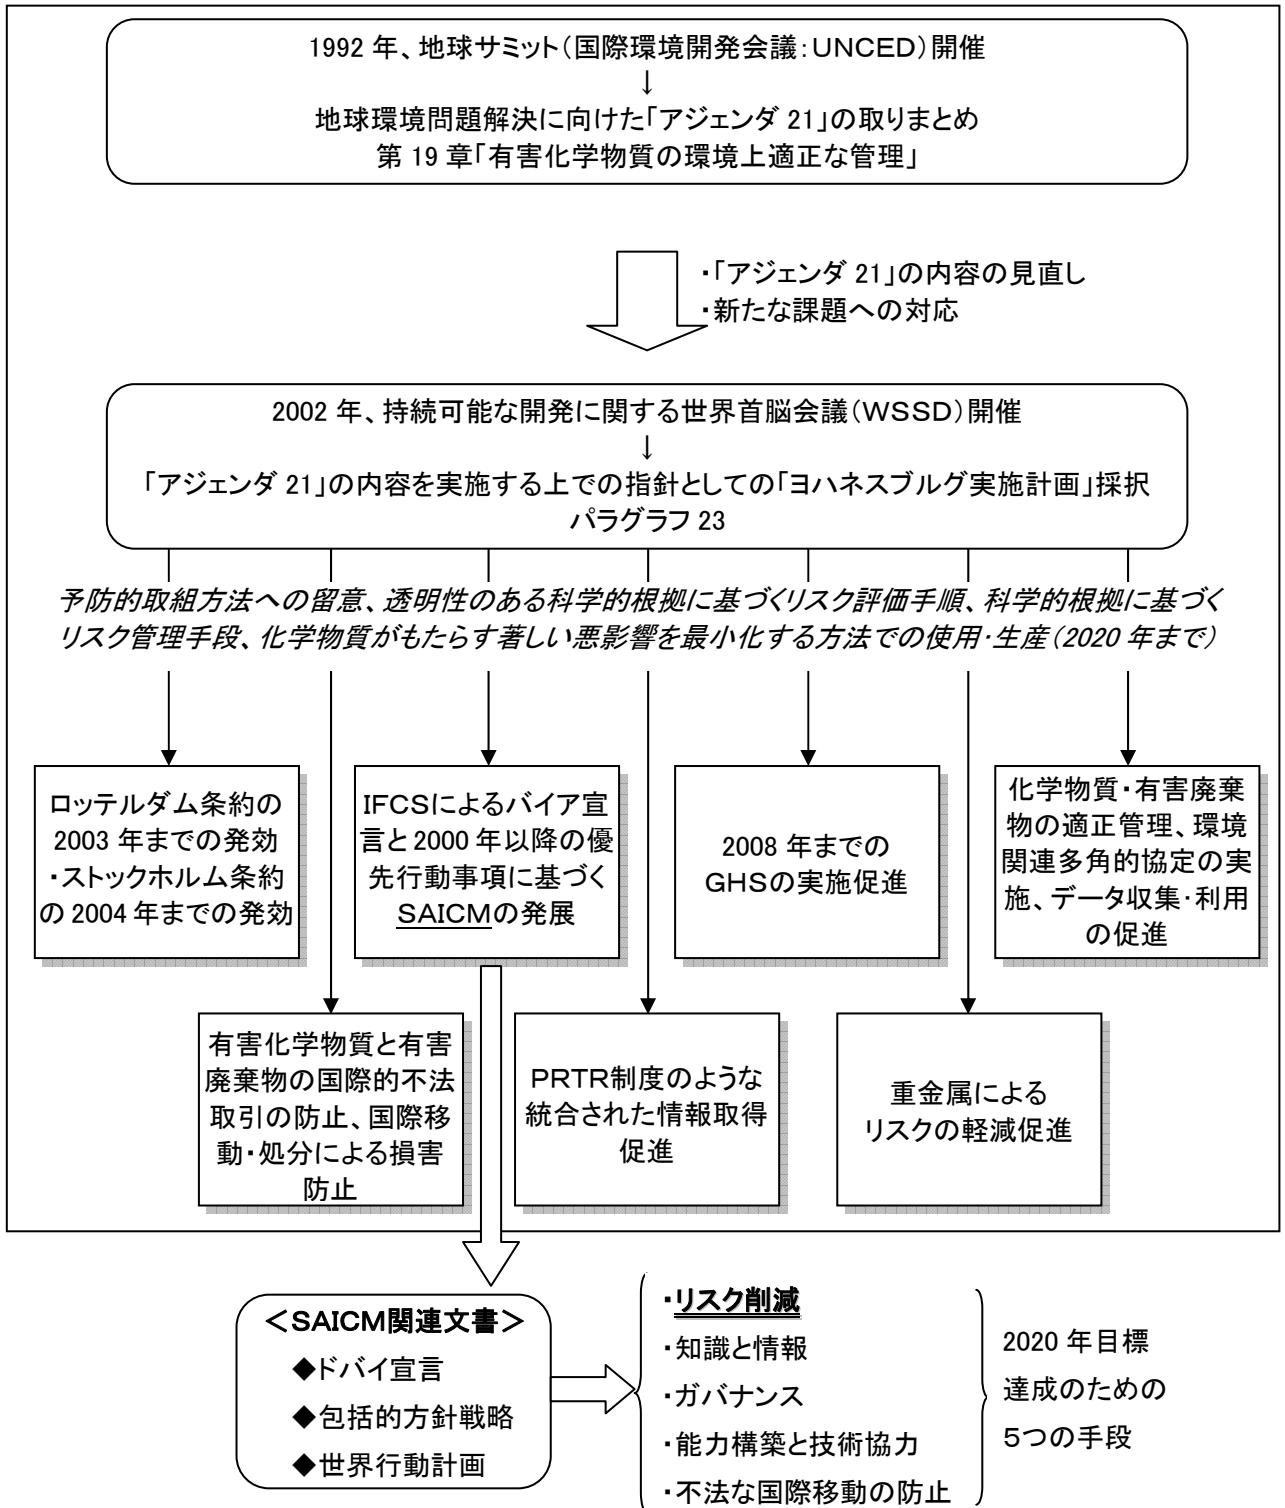 1992 年、地球サミット(国際環境開発会議:UNCED)開催
↓
地球環境問題解決に向けた「アジェンダ 21」の取りまとめ
第 19 章「有害化学物質の環境上適正な管理」
・「アジェンダ 21」の内容の見直し
・新たな課題への対応
2002 年、持続可能な開発に関する世界首脳会議(WSSD)開催
↓
「アジェンダ 21」の内容を実施する上での指針としての「ヨハネスブルグ実施計画」採択
パラグラフ 23
予防的取組方法への留意、透明性のある科学的根拠に基づくリスク評価手順、科学的根拠に基づく
リスク管理手段、化学物質がもたらす著しい悪影響を最小化する方法での使用・生産(2020 年まで)
ロッテルダム条約の
2003 年までの発効
・ストックホルム条約
の 2004 年までの発効
IFCSによるバイア宣
言と 2000 年以降の優
先行動事項に基づく
SAICMの発展
2008 年までの
GHSの実施促進
化学物質・有害廃棄
物の適正管理、環境
関連多角的協定の実
施、データ収集・利用
の促進
有害化学物質と有害
廃棄物の国際的不法
取引の防止、国際移
動・処分による損害
防止
PRTR制度のような
統合された情報取得
促進
重金属による
リスクの軽減促進
<SAICM関連文書>
◆ドバイ宣言
◆包括的方針戦略
◆世界行動計画
・リスク削減
・知識と情報
・ガバナンス
・能力構築と技術協力
・不法な国際移動の防止
2020 年目標
達成のための
5つの手段